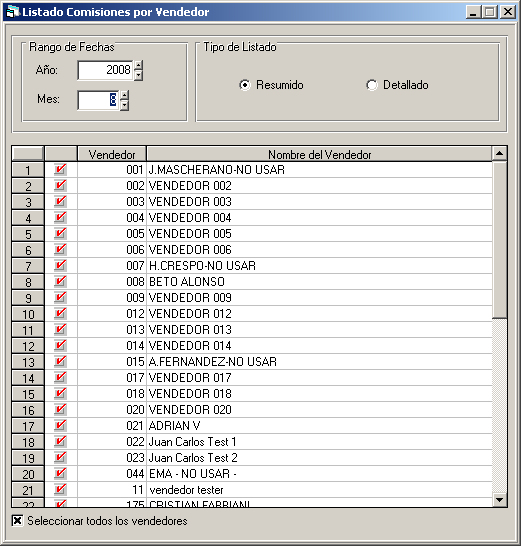 Listado Comisiones por Vendedor
Rango de Fechas
Año: 2008
Mes: 8
Tipo de Listado
Resumido Detallado
Vendedor Nombre del Vendedor
1 001 J.MASCHERANO-NO USAR
2 002 VENDEDOR 002
3 003 VENDEDOR 003
4 004 VENDEDOR 004
5 005 VENDEDOR 005
6 006 VENDEDOR 006
7 007 H.CRESPO-NO USAR
8 008 BETO ALONSO
9 009 VENDEDOR 009
10 012 VENDEDOR 012
11 013 VENDEDOR 013
12 014 VENDEDOR 014
13 015 A.FERNANDEZ-NO USAR
14 017 VENDEDOR 017
15 018 VENDEDOR 018
16 020 VENDEDOR 020
17 021 ADRIAN V
18 022 Juan Carlos Test 1
19 023 Juan Carlos Test 2
20 044 EMA - NO USAR -
21 11 vendedor tester
22 175 CRISTIAN FABRIANI
Seleccionar todos los vendedores